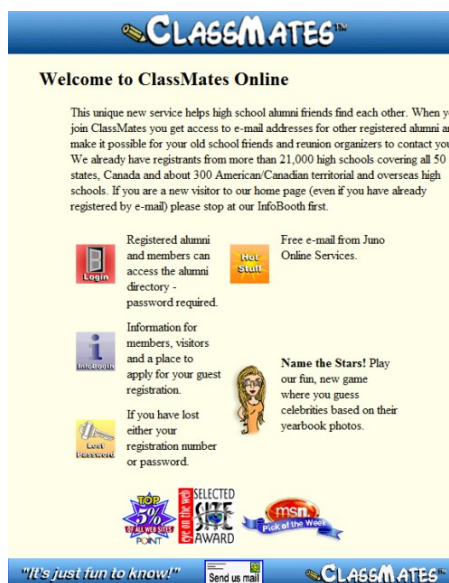 CLASSMATES™
Welcome to ClassMates Online
This unique new service helps high school alumni friends find each other. When y
join ClassMates you get access to e-mail addresses for other registered alumni a
make it possible for your old school friends and reunion organizers to contact you
We already have registrants from more than 21,000 high schools covering all 50
states, Canada and about 300 American/Canadian territorial and overseas high
schools. If you are a new visitor to our home page (even if you have already
registered by e-mail) please stop at our InfoBooth first.
Login
Registered alumni
and members can
access the alumni
directory -
password required.
Hot
Stuff
Free e-mail from Juno
Online Services.
i
InfoBooth
Information for
members, visitors
and a place to
apply for your guest
registration.
Name the Stars! Play
our fun, new game
where you guess
celebrities based on their
yearbook photos.
Lost
Password
If you have lost
either your
registration number
or password.
TOP
5%
OF ALL WEB SITES
POINT
eye on the web
SELECTED
SITE
AWARD
msn.
Pick of the Week
"It's just fun to know!"
Send us mail
CLASSMATES™